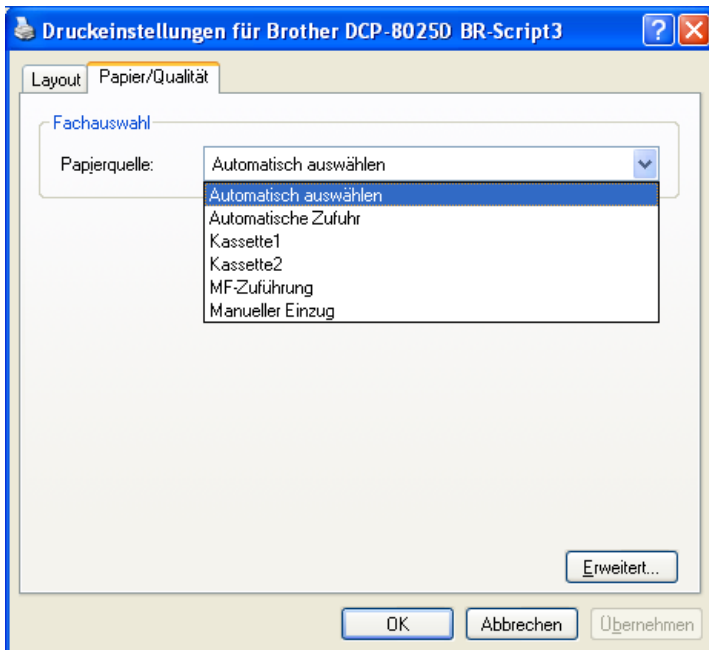 Druckeinstellungen für Brother DCP-8025D BR-Script3
Layout Papier/Qualität
Fachauswahl
Papierquelle: Automatisch auswählen
Automatisch auswählen
Automatische Zufuhr
Kassette1
Kassette2
MF-Zuführung
Manueller Einzug
Erweitert...
OK Abbrechen Übernehmen